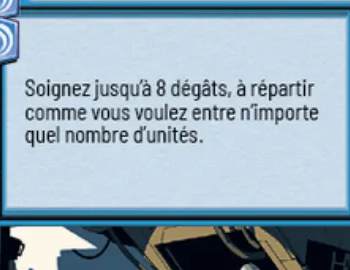 Soignez jusqu'à 8 dégâts, à répartir
comme vous voulez entre n'importe
quel nombre d'unités.